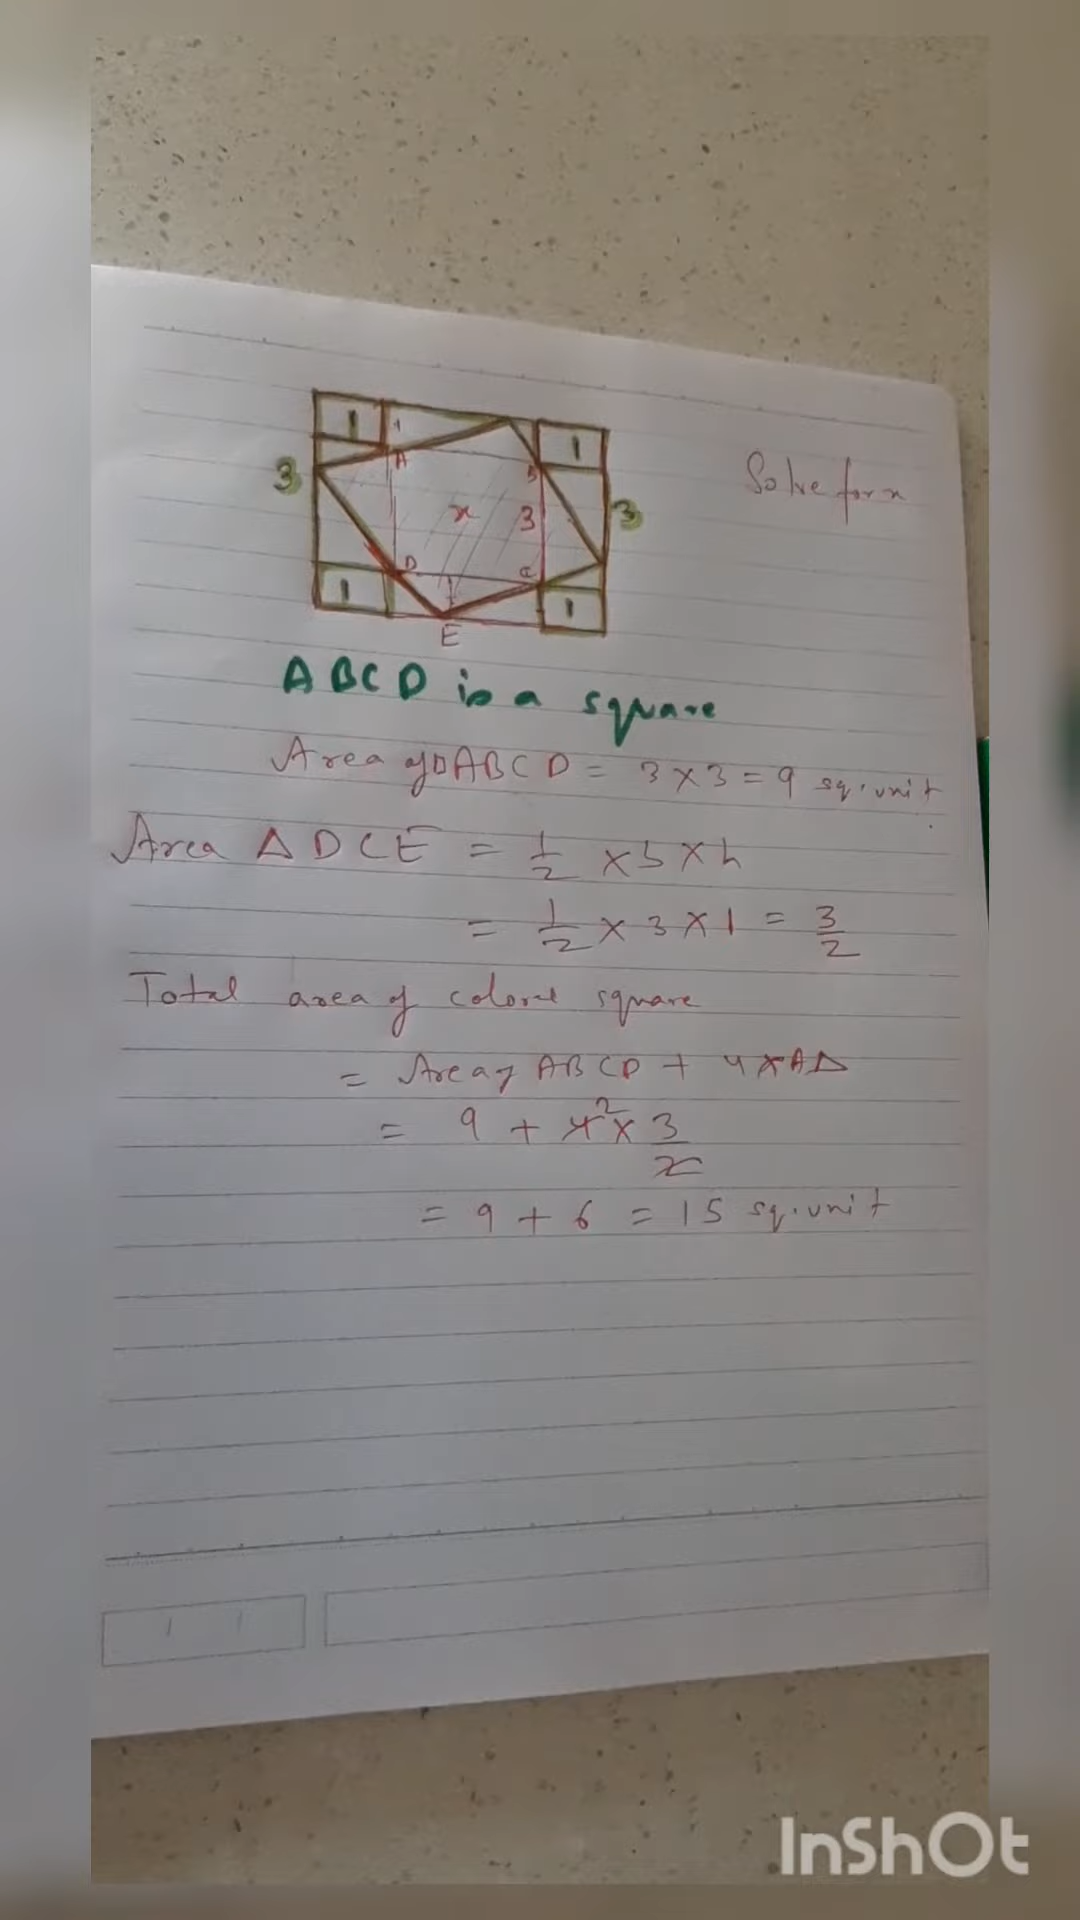 1 1 1
A B
3 x 3 3
D C
1 1 1
E
Solve for x
ABCD is a square
Area of □ ABCD = 3 × 3 = 9 sq. unit
Area Δ DCE = 1/2 × b × h
= 1/2 × 3 × 1 = 3/2
Total area of colored square
= Area of ABCD + 4 × AΔ
= 9 + 4² × 3/2
= 9 + 6 = 15 sq. unit
InShOt